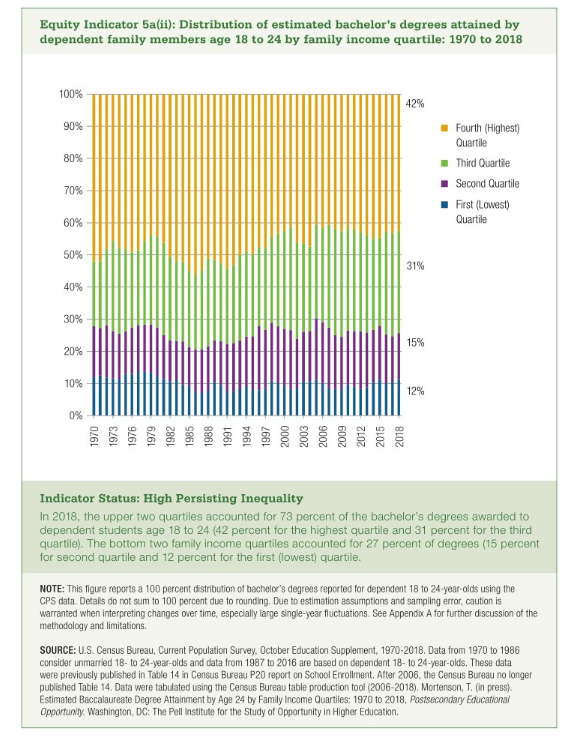 Equity Indicator 5a(ii): Distribution of estimated bachelor's degrees attained by
dependent family members age 18 to 24 by family income quartile: 1970 to 2018
100%
90%
80%
70%
60%
50%
40%
30%
20%
10%
0%
42%
31%
15%
12%
Fourth (Highest)
Quartile
Third Quartile
Second Quartile
First (Lowest)
Quartile
1970
1973
1976
1979
1982
1985
1988
1991
1994
1997
2000
2003
2006
2009
2012
2015
2018
Indicator Status: High Persisting Inequality
In 2018, the upper two quartiles accounted for 73 percent of the bachelor's degrees awarded to
dependent students age 18 to 24 (42 percent for the highest quartile and 31 percent for the third
quartile). The bottom two family income quartiles accounted for 27 percent of degrees (15 percent
for second quartile and 12 percent for the first (lowest) quartile.
NOTE: This figure reports a 100 percent distribution of bachelor's degrees reported for dependent 18 to 24-year-olds using the
CPS data. Details do not sum to 100 percent due to rounding. Due to estimation assumptions and sampling error, caution is
warranted when interpreting changes over time, especially large single-year fluctuations. See Appendix A for further discussion of the
methodology and limitations.
SOURCE: U.S. Census Bureau, Current Population Survey, October Education Supplement, 1970-2018. Data from 1970 to 1986
consider unmarried 18- to 24-year-olds and data from 1987 to 2016 are based on dependent 18- to 24-year-olds. These data
were previously published in Table 14 in Census Bureau P20 report on School Enrollment. After 2006, the Census Bureau no longer
published Table 14. Data were tabulated using the Census Bureau table production tool (2006-2018). Mortenson, T. (in press).
Estimated Baccalaureate Degree Attainment by Age 24 by Family Income Quartiles: 1970 to 2018, Postsecondary Educational
Opportunity. Washington, DC: The Pell Institute for the Study of Opportunity in Higher Education.